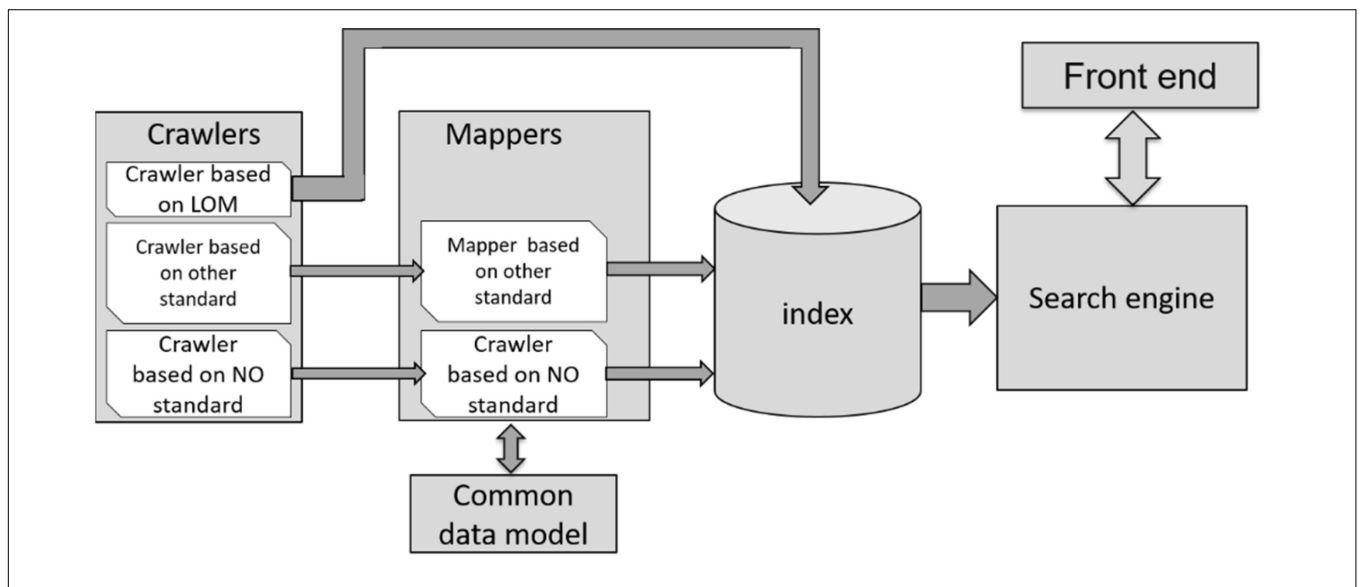 Crawlers
Crawler based
on LOM
Crawler based
on other
standard
Crawler
based on NO
standard
Mappers
Mapper based
on other
standard
Crawler
based on NO
standard
Common
data model
index
Front end
Search engine